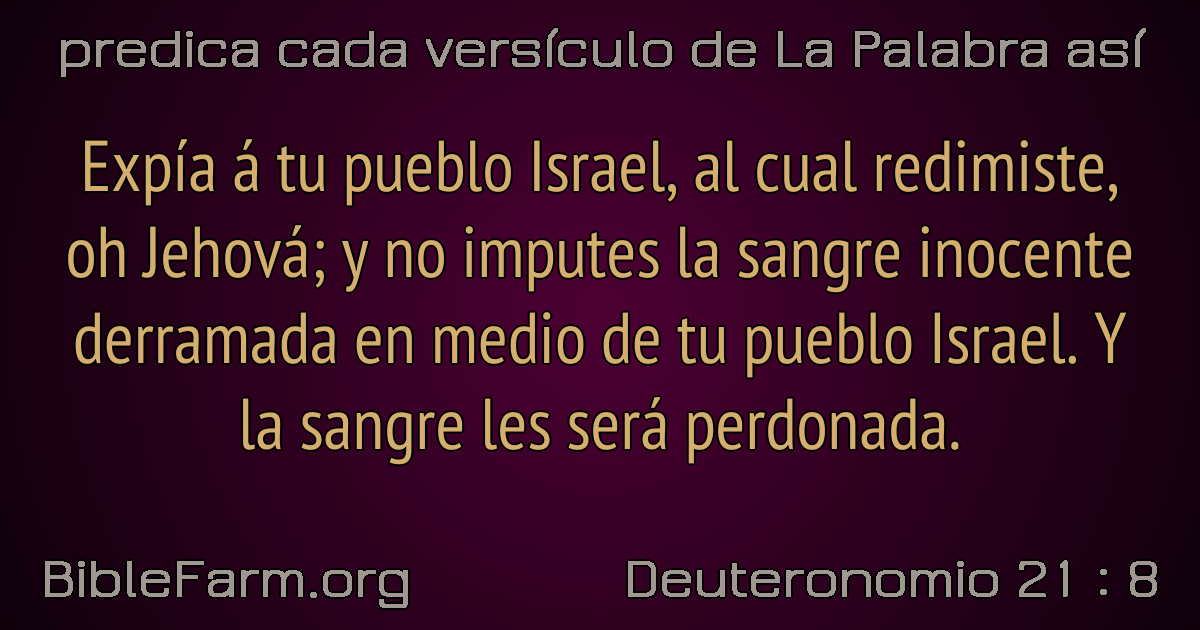 predica cada versículo de La Palabra así
Expía á tu pueblo Israel, al cual redimiste,
oh Jehová; y no imputes la sangre inocente
derramada en medio de tu pueblo Israel. Y
la sangre les será perdonada.
BibleFarm.org
Deuteronomio 21 : 8